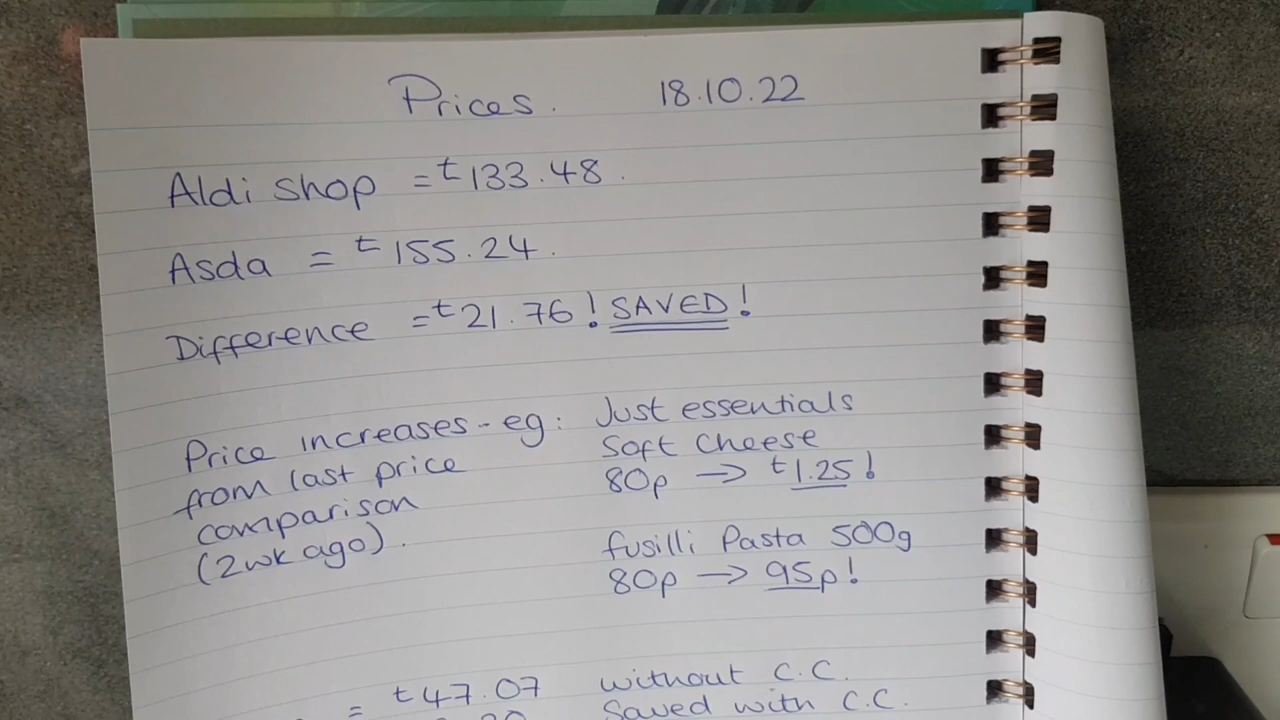 Prices. 18.10.22
Aldi shop = £133.48.
Asda = £155.24.
Difference = £21.76! SAVED!
Price increases - eg:
from last price
comparison
(2wk ago).
Just essentials
Soft Cheese
80p → £1.25!
fusilli Pasta 500g
80p → 95p!
= £47.07 without C.C.
Saved with C.C.